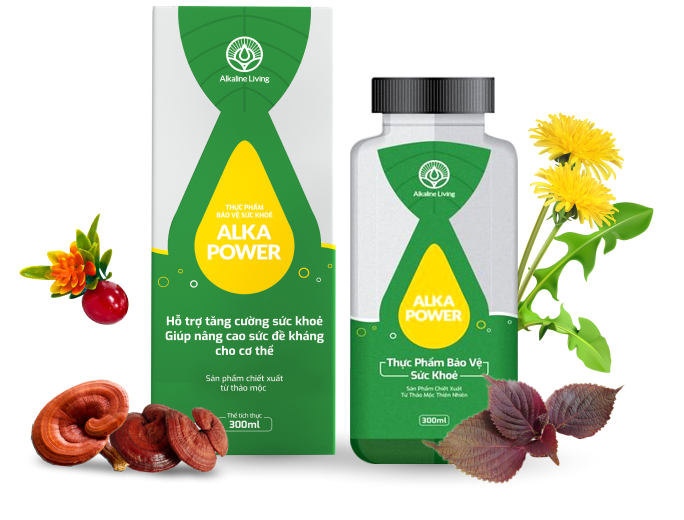 Alkaline Living
THỰC PHẨM
BẢO VỆ SỨC KHOẺ
ALKA
POWER
Hỗ trợ tăng cường sức khoẻ
Giúp nâng cao sức đề kháng
cho cơ thể
Sản phẩm chiết xuất
từ thảo mộc
Thể tích thực
300ml
Alkaline Living
ALKA
POWER
Thực Phẩm Bảo Vệ
Sức Khoẻ
Sản Phẩm Chiết Xuất
Từ Thảo Mộc Thiên Nhiên
300ml